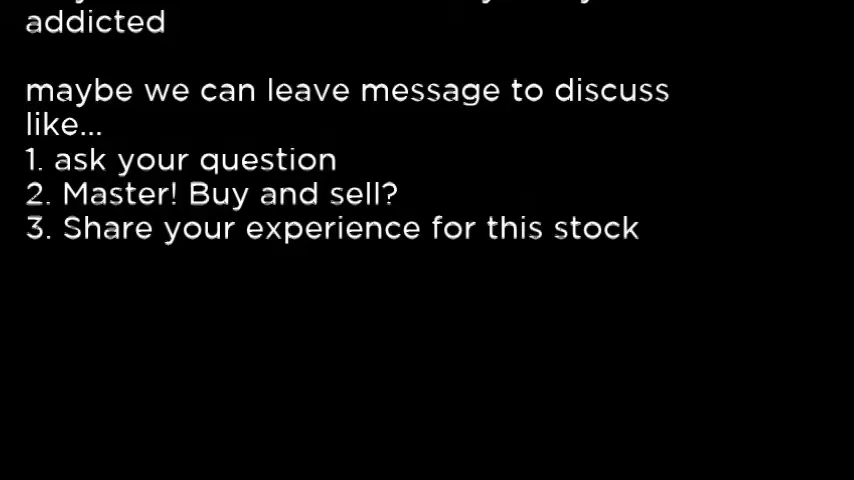 addicted
maybe we can leave message to discuss
like...
1. ask your question
2. Master! Buy and sell?
3. Share your experience for this stock